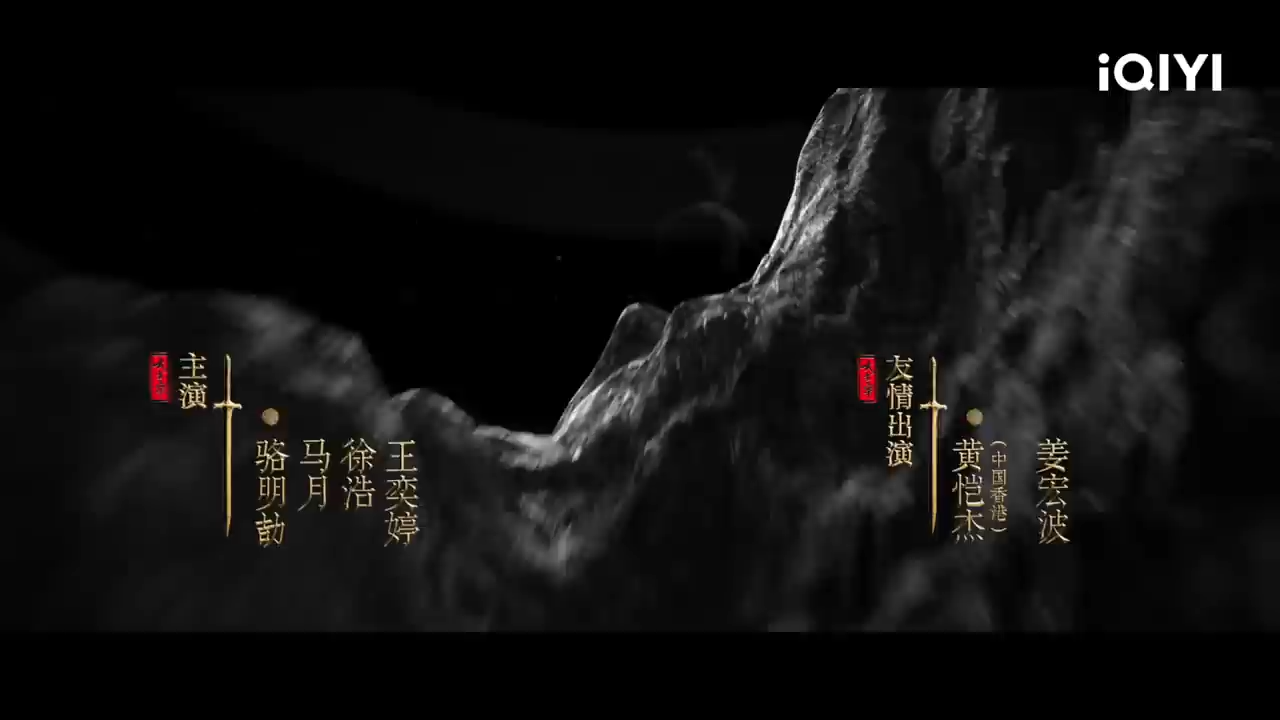 iQIYI
主演
骆明劼
马月
徐浩
王奕婷
友情出演
黄恺杰
（中国香港）
姜宏波